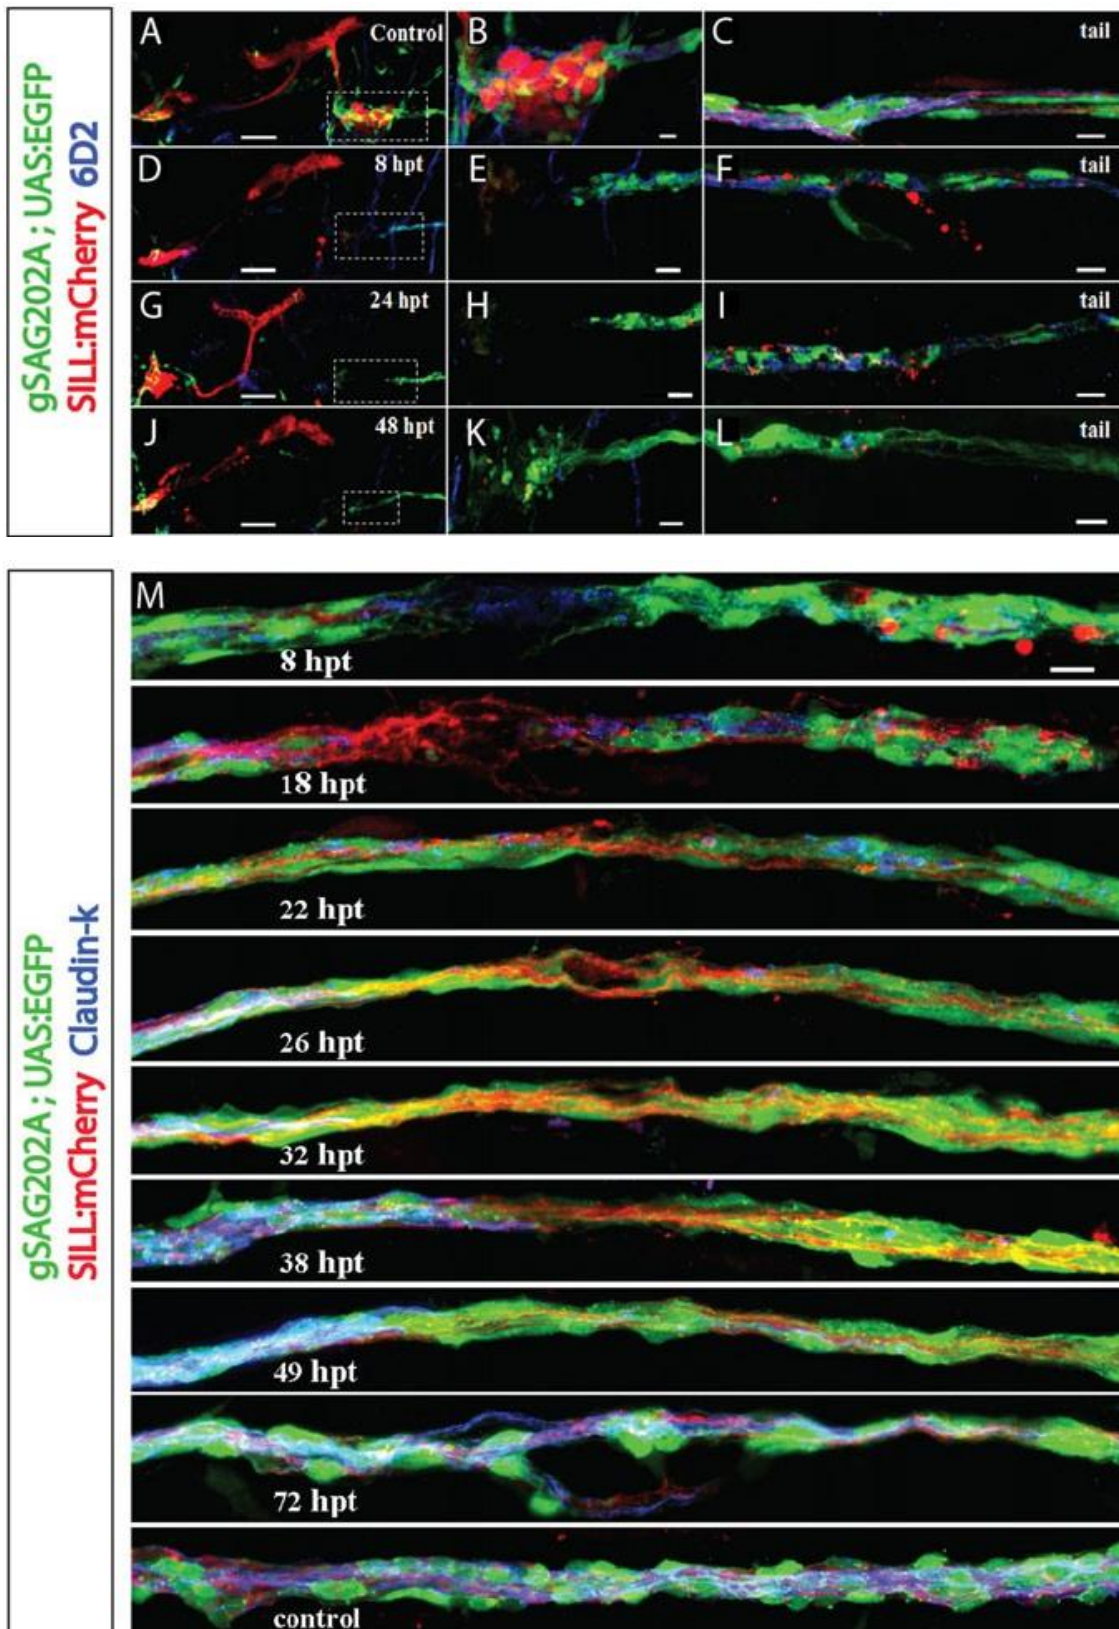 gSAG202A ; UAS:EGFP
SILL:mCherry 6D2
A Control
B
C tail
D 8 hpt
E
F tail
G 24 hpt
H
I tail
J 48 hpt
K
L tail
gSAG202A ; UAS:EGFP
SILL:mCherry Claudin-k
M
8 hpt
18 hpt
22 hpt
26 hpt
32 hpt
38 hpt
49 hpt
72 hpt
control